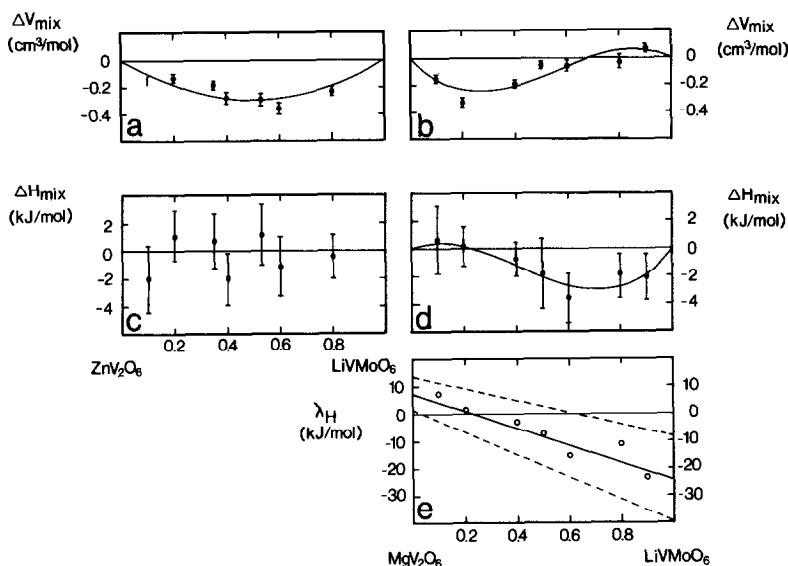 ΔVmix
(cm³/mol)
0
-0.2
-0.4
a
b
ΔVmix
(cm³/mol)
0
-0.2
-0.4
ΔHmix
(kJ/mol)
2
0
-2
-4
c
0.2 0.4 0.6 0.8
ZnV₂O₆ LiVMoO₆
d
ΔHmix
(kJ/mol)
2
0
-2
-4
λH
(kJ/mol)
10
0
-10
-20
-30
e
10
0
-10
-20
-30
0.2 0.4 0.6 0.8
MgV₂O₆ LiVMoO₆